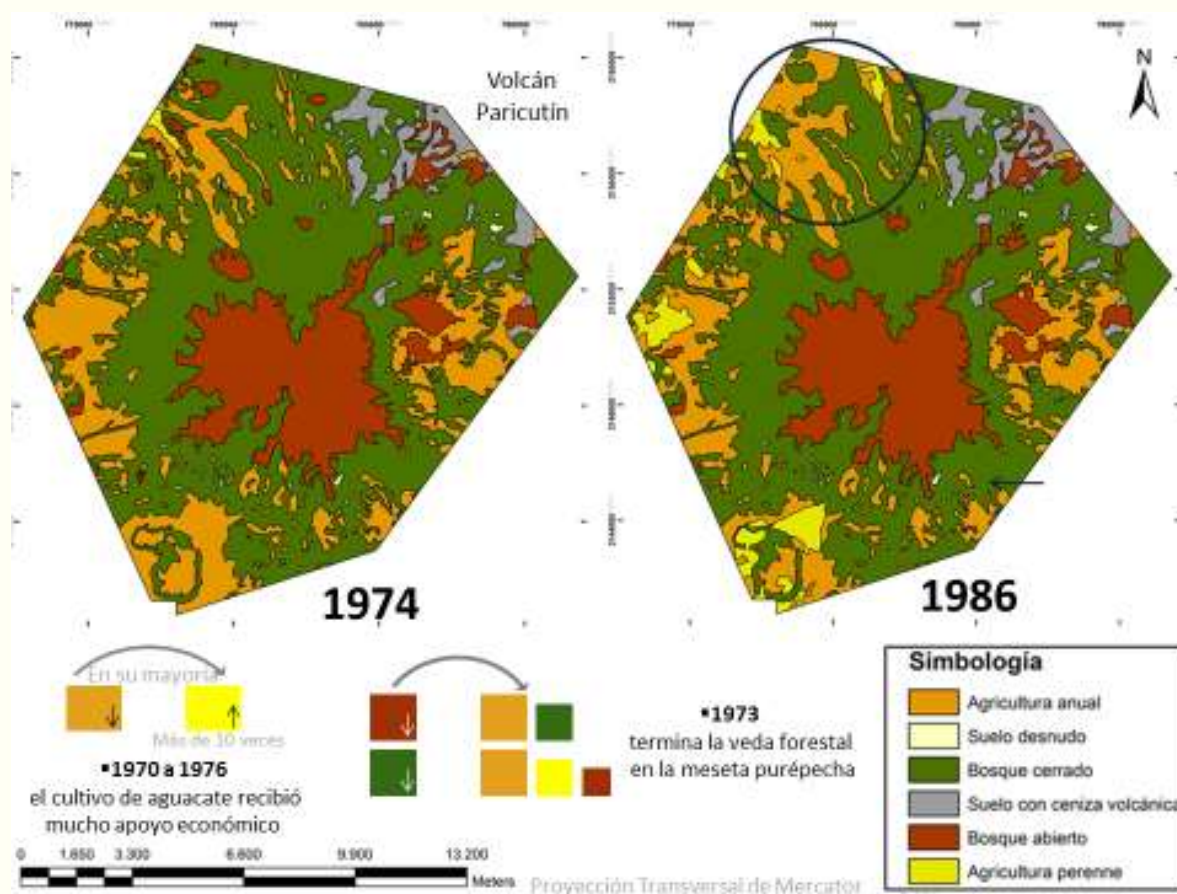 Volcán
Paricutín
N
1974
1986
En su mayoría
Más de 10 veces
▪1970 a 1976
el cultivo de aguacate recibió
mucho apoyo económico
▪1973
termina la veda forestal
en la meseta purépecha
Simbología
Agricultura anual
Suelo desnudo
Bosque cerrado
Suelo con ceniza volcánica
Bosque abierto
Agricultura perenne
0 1.650 3.300 6.600 9.900 13.200
Meters
Proyección Transversal de Mercator